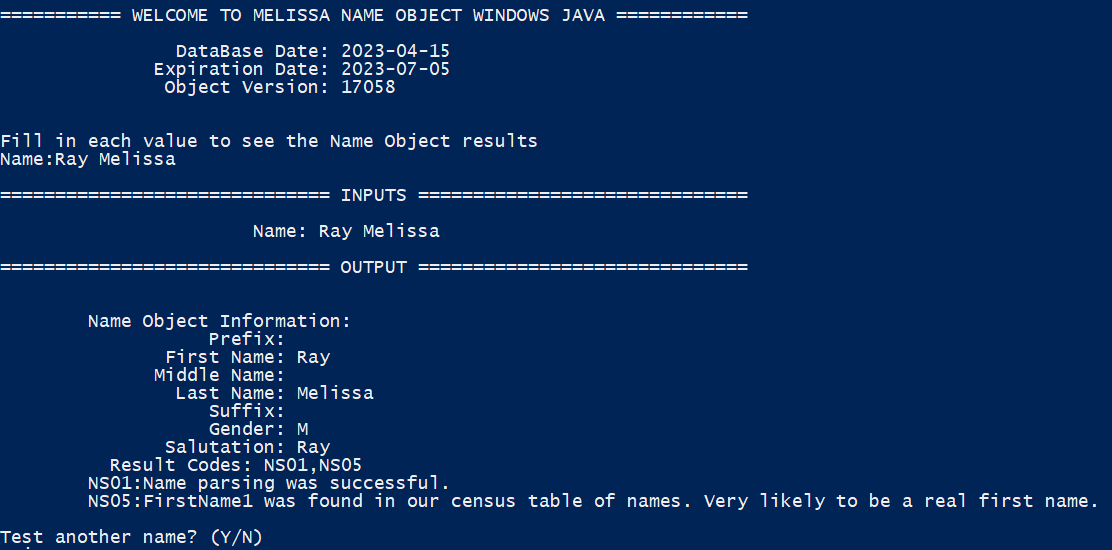 =========== WELCOME TO MELISSA NAME OBJECT WINDOWS JAVA ============
DataBase Date: 2023-04-15
Expiration Date: 2023-07-05
Object Version: 17058
Fill in each value to see the Name Object results
Name:Ray Melissa
============================== INPUTS ==============================
Name: Ray Melissa
============================== OUTPUT ==============================
Name Object Information:
Prefix:
First Name: Ray
Middle Name:
Last Name: Melissa
Suffix:
Gender: M
Salutation: Ray
Result Codes: NS01,NS05
NS01:Name parsing was successful.
NS05:FirstName1 was found in our census table of names. Very likely to be a real first name.
Test another name? (Y/N)